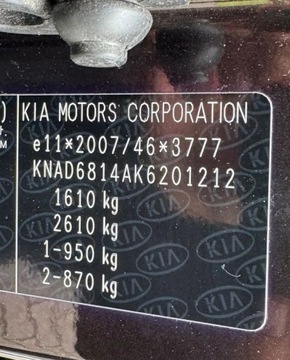 KIA MOTORS CORPORATION
e11*2007/46*3777
KNAD6814AK6201212
1610 kg
2610 kg
1-950 kg
2-870 kg